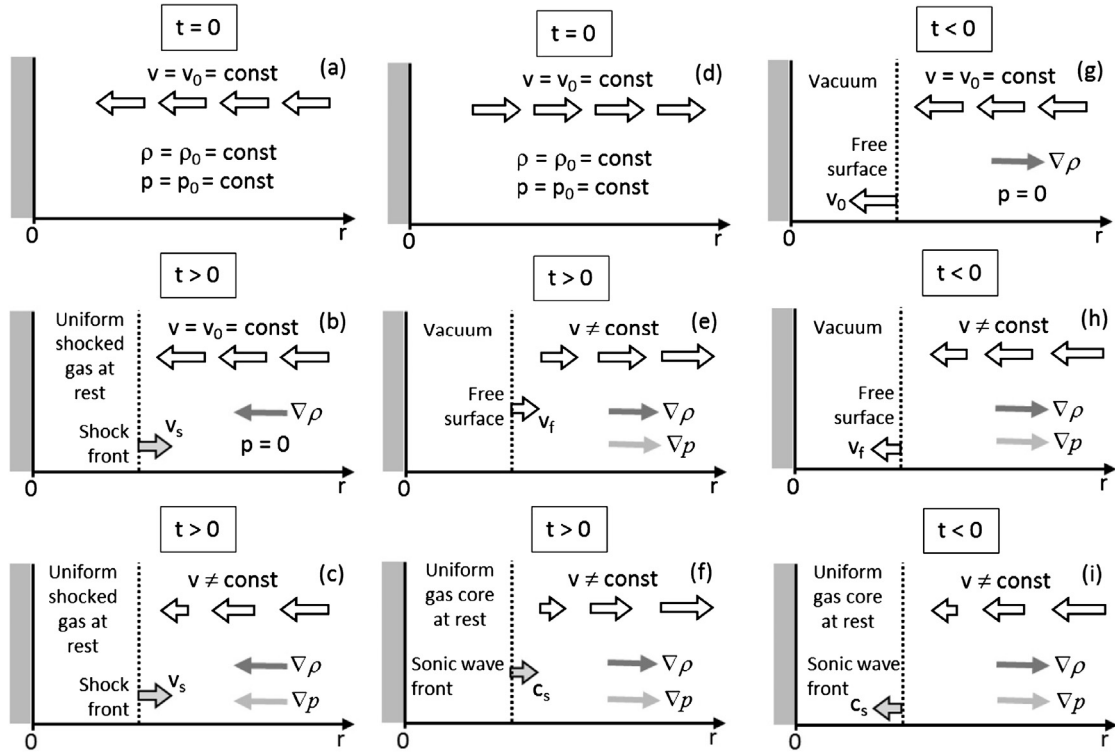 t = 0
(a)
v = v₀ = const
ρ = ρ₀ = const
p = p₀ = const
0
r
t = 0
(d)
v = v₀ = const
ρ = ρ₀ = const
p = p₀ = const
0
r
t < 0
(g)
Vacuum
v = v₀ = const
Free
surface
∇ρ
v₀
p = 0
0
r
t > 0
(b)
Uniform
shocked
gas at
rest
v = v₀ = const
∇ρ
Shock
front
vₛ
p = 0
0
r
t > 0
(e)
Vacuum
v ≠ const
Free
surface
v_f
∇ρ
∇p
0
r
t < 0
(h)
Vacuum
v ≠ const
Free
surface
v_f
∇ρ
∇p
0
r
t > 0
(c)
Uniform
shocked
gas at
rest
v ≠ const
∇ρ
Shock
front
vₛ
∇p
0
r
t > 0
(f)
Uniform
gas core
at rest
v ≠ const
Sonic wave
front
cₛ
∇ρ
∇p
0
r
t < 0
(i)
Uniform
gas core
at rest
v ≠ const
Sonic wave
front
cₛ
∇ρ
∇p
0
r